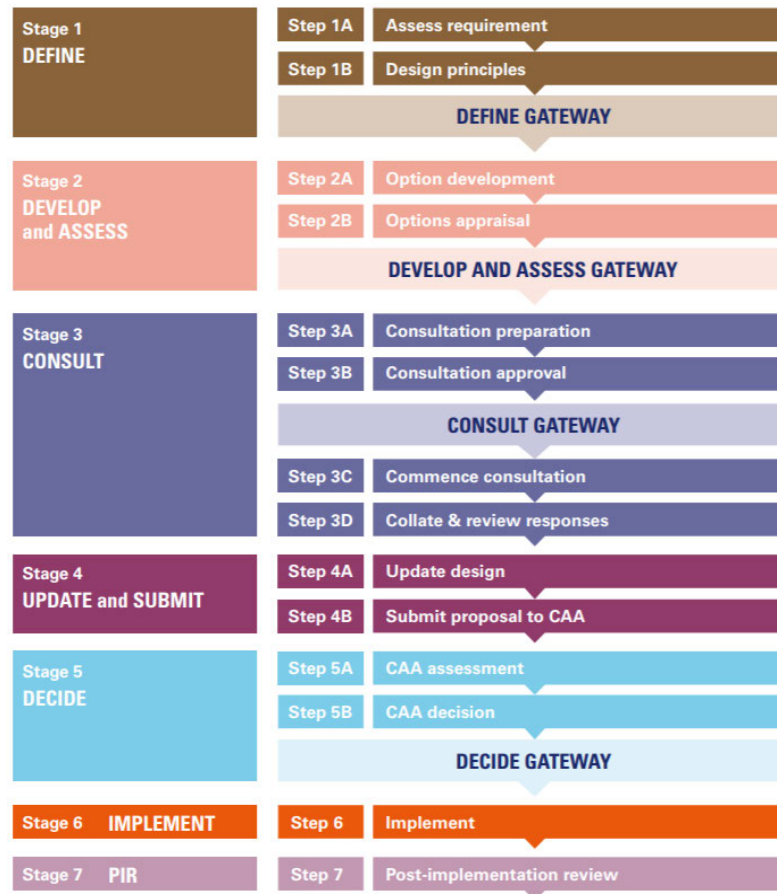 Stage 1
DEFINE
Step 1A Assess requirement
Step 1B Design principles
DEFINE GATEWAY
Stage 2
DEVELOP
and ASSESS
Step 2A Option development
Step 2B Options appraisal
DEVELOP AND ASSESS GATEWAY
Stage 3
CONSULT
Step 3A Consultation preparation
Step 3B Consultation approval
CONSULT GATEWAY
Step 3C Commence consultation
Step 3D Collate & review responses
Stage 4
UPDATE and SUBMIT
Step 4A Update design
Step 4B Submit proposal to CAA
Stage 5
DECIDE
Step 5A CAA assessment
Step 5B CAA decision
DECIDE GATEWAY
Stage 6 IMPLEMENT
Step 6 Implement
Stage 7 PIR
Step 7 Post-implementation review